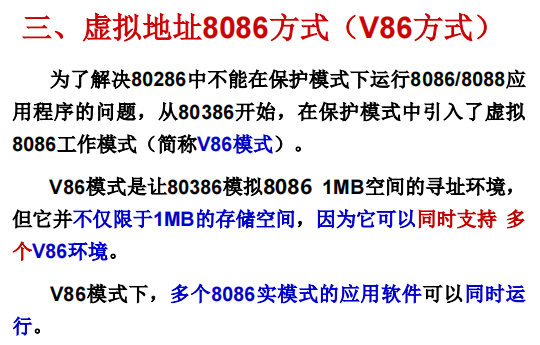 三、虚拟地址8086方式（V86方式）
为了解决80286中不能在保护模式下运行8086/8088应
用程序的问题，从80386开始，在保护模式中引入了虚拟
8086工作模式（简称V86模式）。
V86模式是让80386模拟8086 1MB空间的寻址环境，
但它并不仅限于1MB的存储空间，因为它可以同时支持 多
个V86环境。
V86模式下，多个8086实模式的应用软件可以同时运
行。